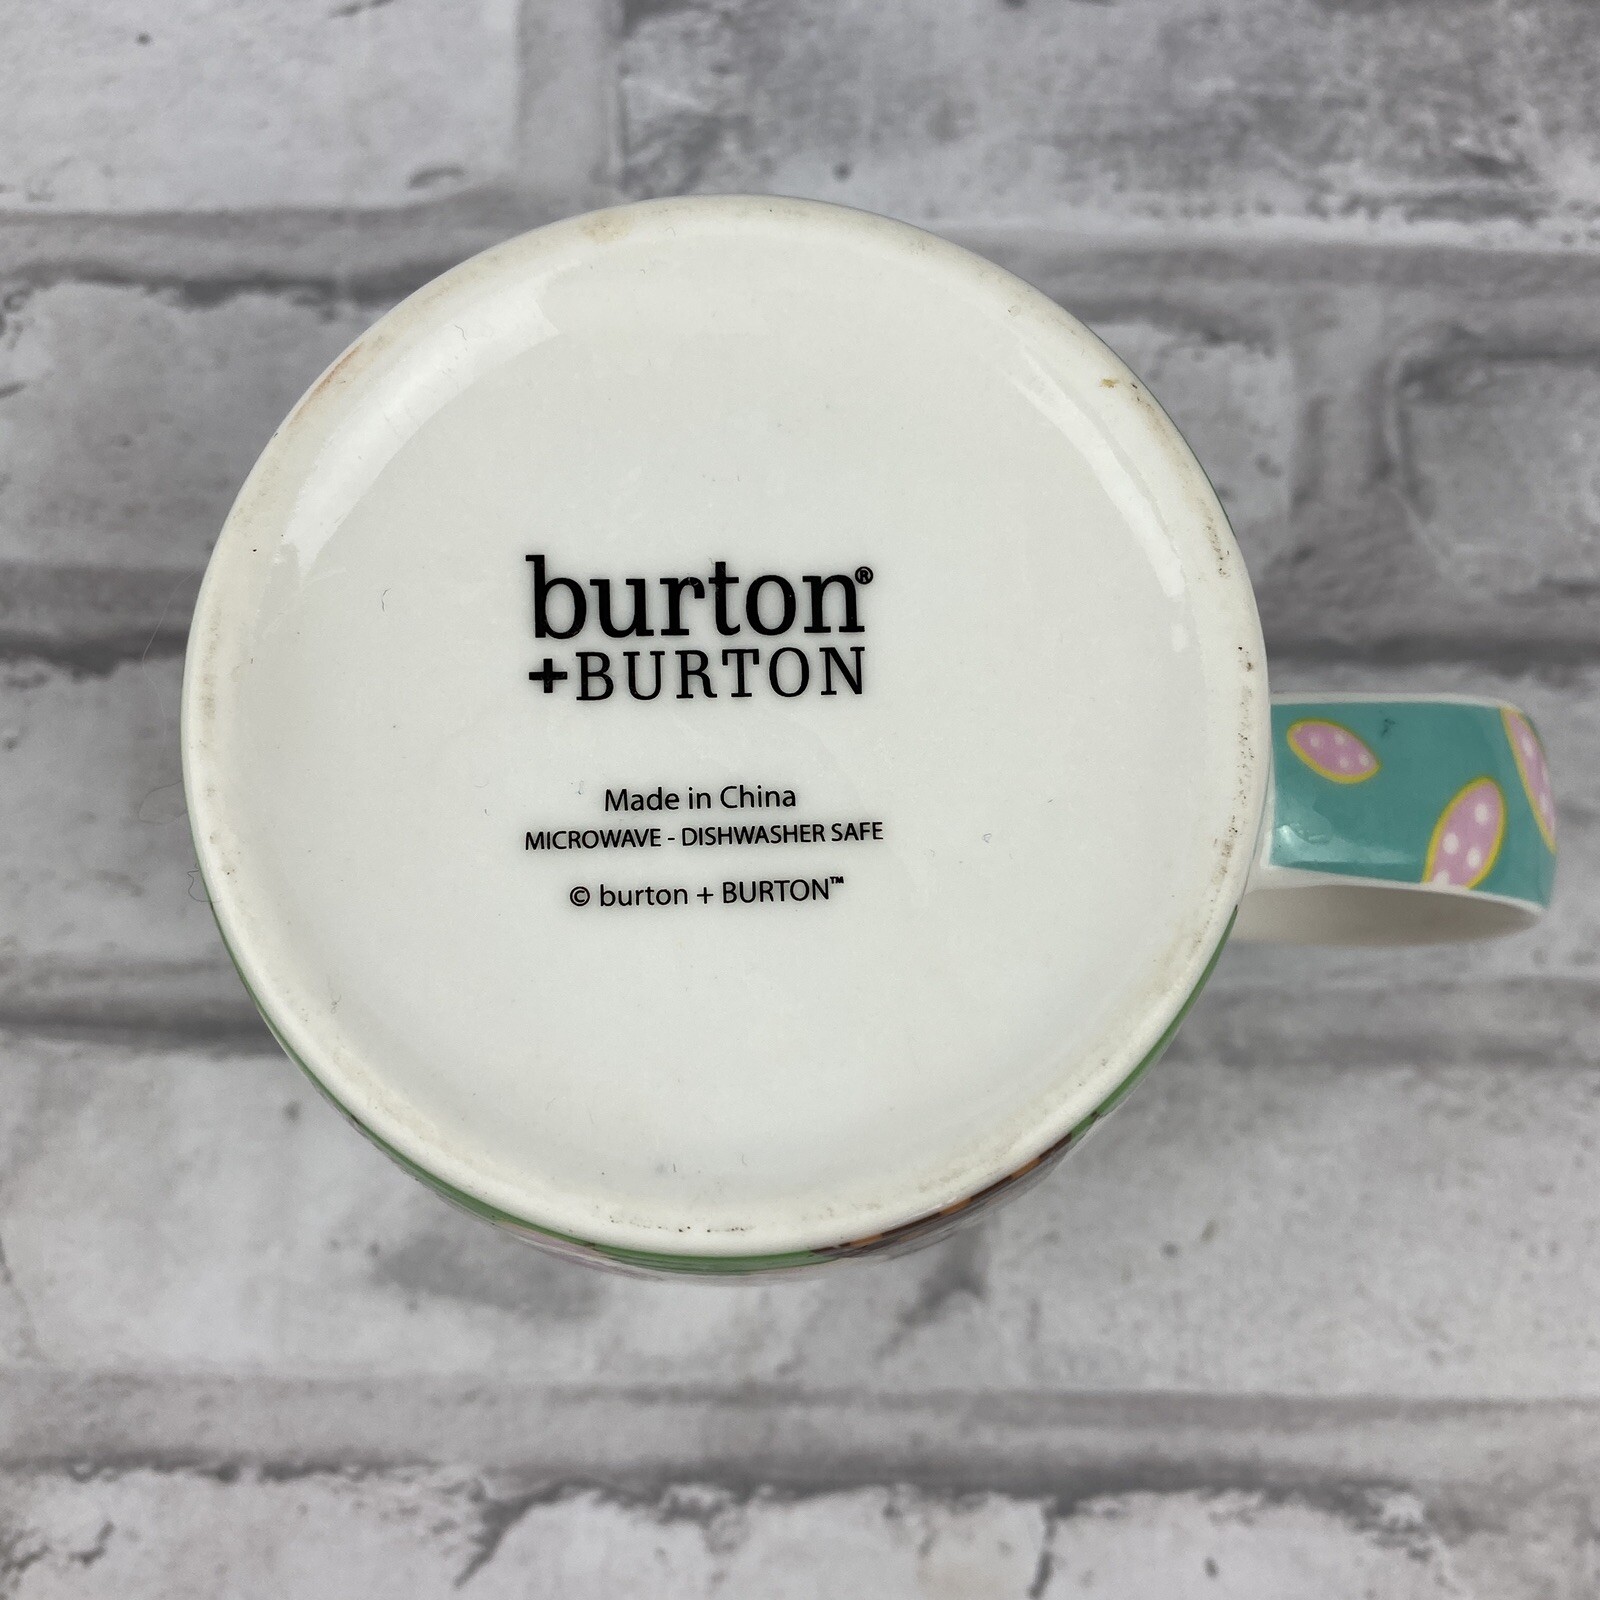 burton®
+BURTON
Made in China
MICROWAVE - DISHWASHER SAFE
© burton + BURTON™